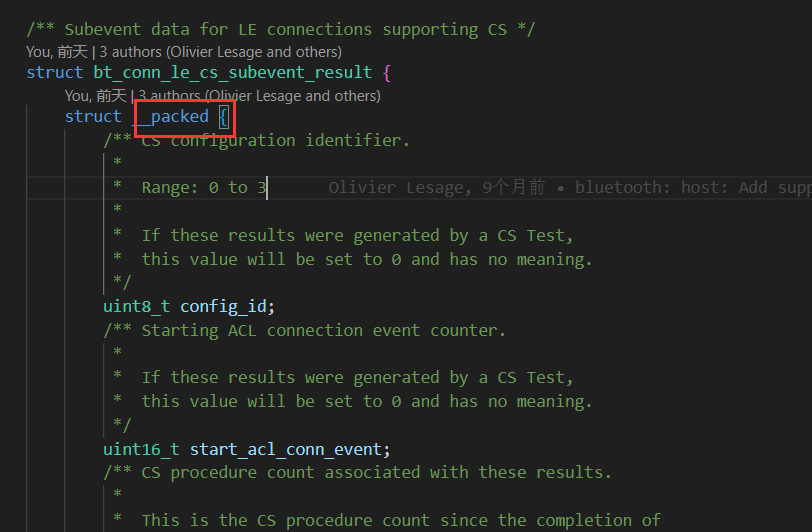 /** Subevent data for LE connections supporting CS */
You, 前天 | 3 authors (Olivier Lesage and others)
struct bt_conn_le_cs_subevent_result {
You, 前天 | 3 authors (Olivier Lesage and others)
struct __packed {
/** CS configuration identifier.
*
* Range: 0 to 3 Olivier Lesage, 9个月前 • bluetooth: host: Add supp
*
* If these results were generated by a CS Test,
* this value will be set to 0 and has no meaning.
*/
uint8_t config_id;
/** Starting ACL connection event counter.
*
* If these results were generated by a CS Test,
* this value will be set to 0 and has no meaning.
*/
uint16_t start_acl_conn_event;
/** CS procedure count associated with these results.
*
* This is the CS procedure count since the completion of